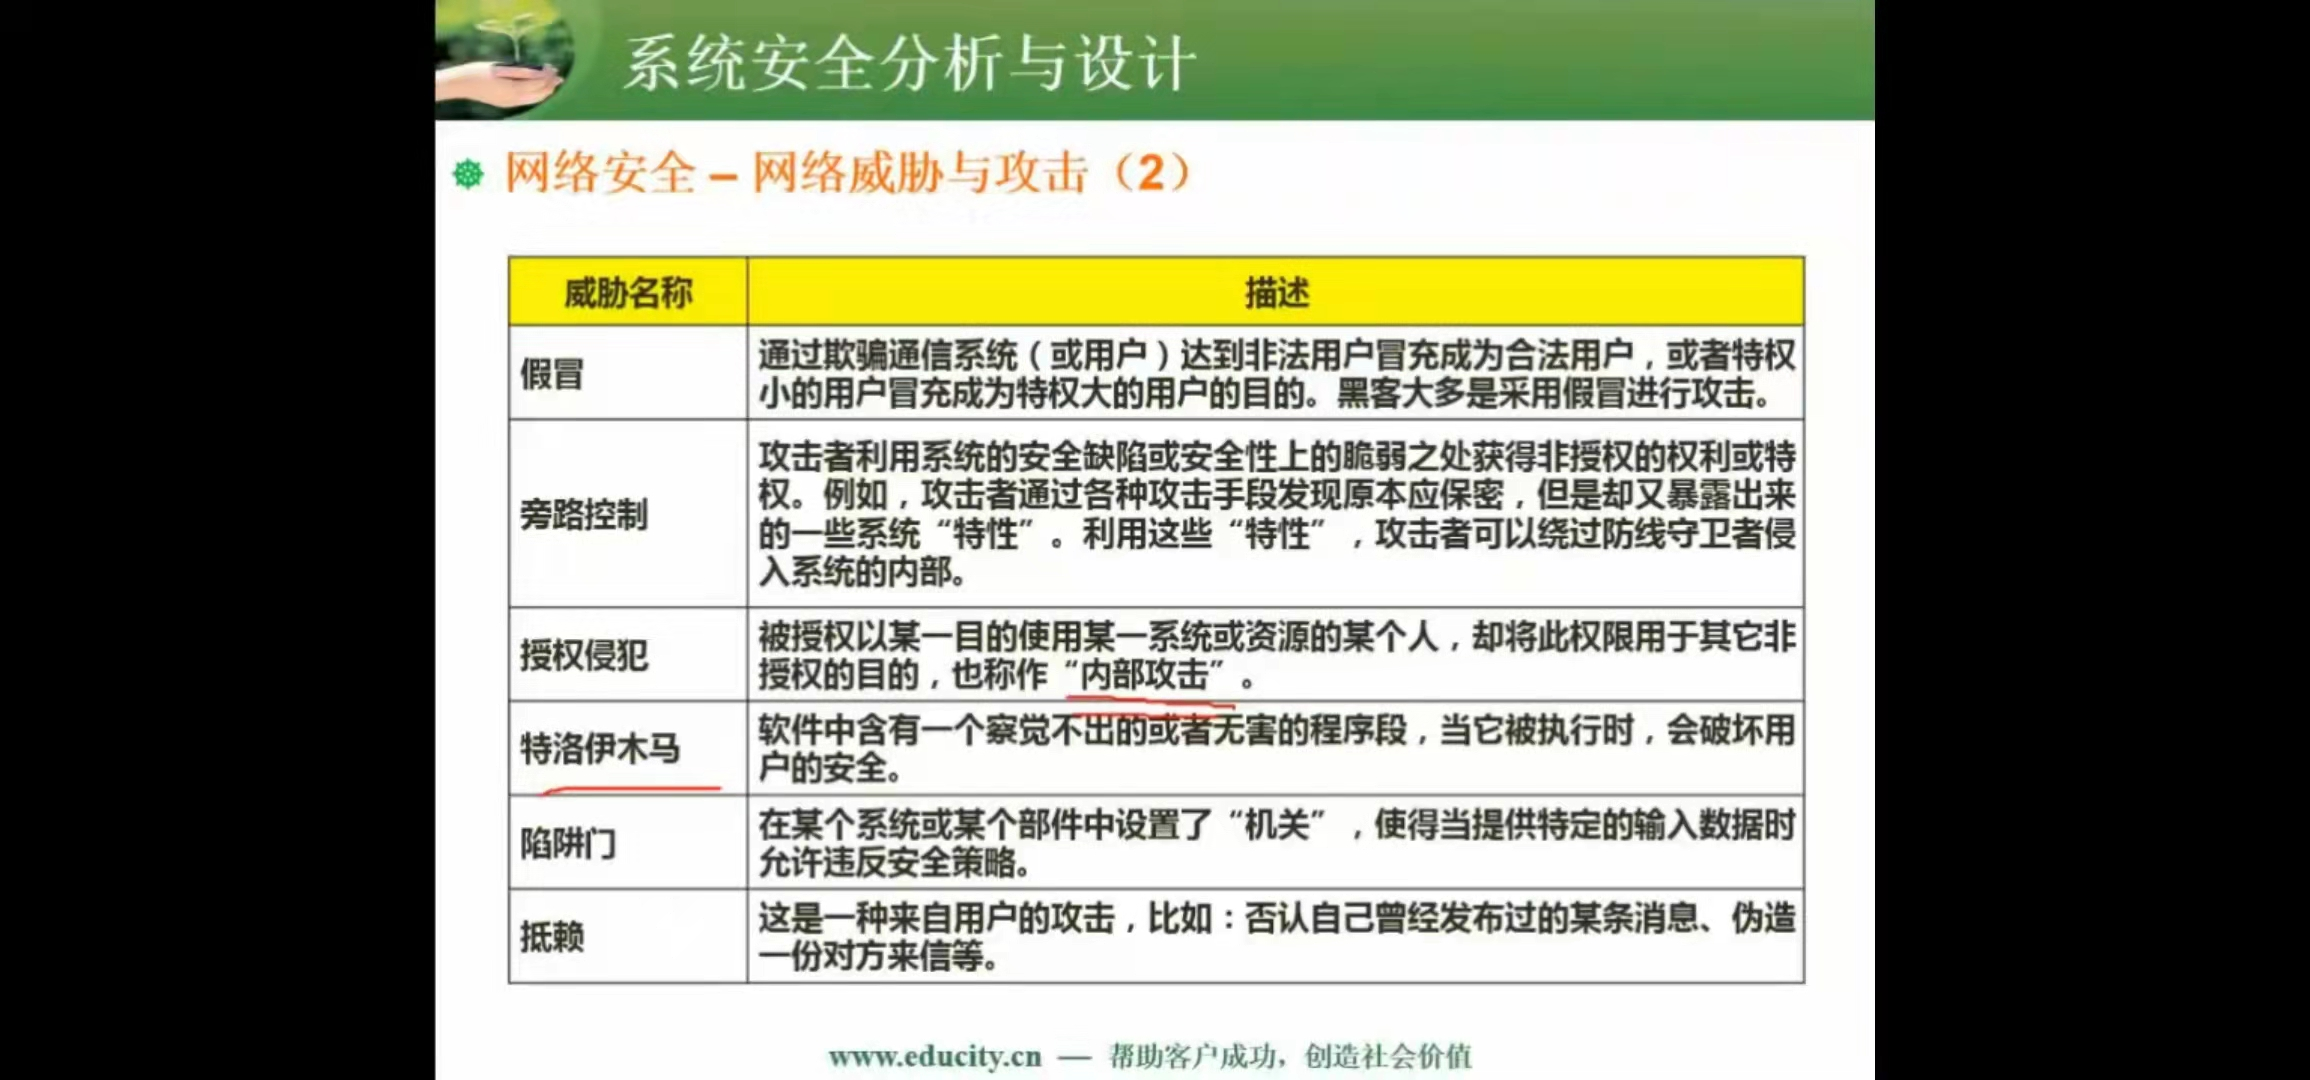 系统安全分析与设计
网络安全 – 网络威胁与攻击（2）
威胁名称
描述
假冒
通过欺骗通信系统（或用户）达到非法用户冒充成为合法用户，或者特权
小的用户冒充成为特权大的用户的目的。黑客大多是采用假冒进行攻击。
旁路控制
攻击者利用系统的安全缺陷或安全性上的脆弱之处获得非授权的权利或特
权。例如，攻击者通过各种攻击手段发现原本应保密，但是却又暴露出来
的一些系统“特性”。利用这些“特性”，攻击者可以绕过防线守卫者侵
入系统的内部。
授权侵犯
被授权以某一目的使用某一系统或资源的某个人，却将此权限用于其它非
授权的目的，也称作“内部攻击”。
特洛伊木马
软件中含有一个察觉不出的或者无害的程序段，当它被执行时，会破坏用
户的安全。
陷阱门
在某个系统或某个部件中设置了“机关”，使得当提供特定的输入数据时
允许违反安全策略。
抵赖
这是一种来自用户的攻击，比如：否认自己曾经发布过的某条消息、伪造
一份对方来信等。
www.educity.cn — 帮助客户成功，创造社会价值